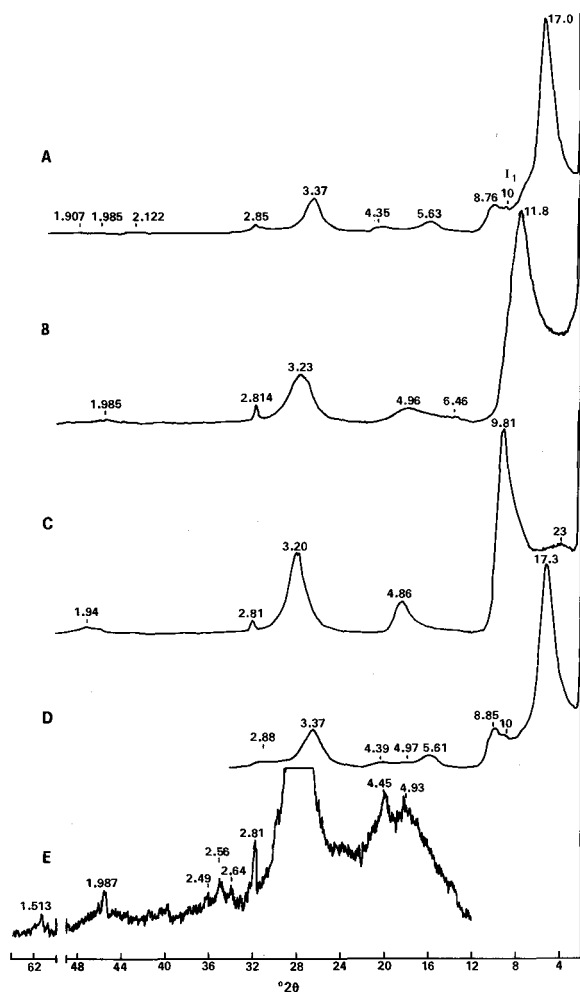 17.0
A
I1
1.907 1.985 2.122 2.85 3.37 4.35 5.63 8.76 10
11.8
B
1.985 2.814 3.23 4.96 6.46
9.81
C
1.94 2.81 3.20 4.86 23
17.3
D
2.88 3.37 4.39 4.97 5.61 8.85 10
E
1.513 1.987 2.49 2.56 2.64 2.81 4.45 4.93
62 48 44 40 36 32 28 24 20 16 12 8 4
°2θ